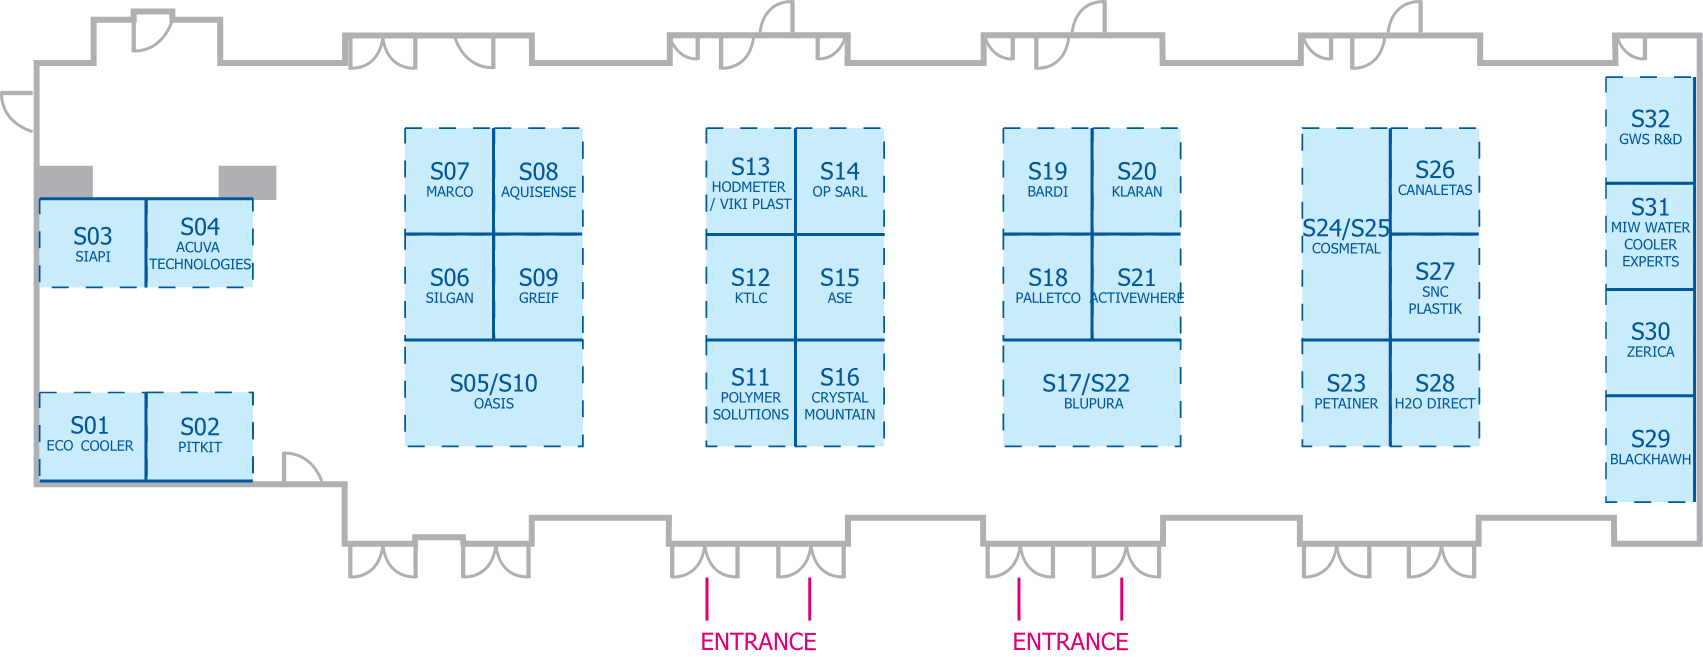 S03
SIAPI
S04
ACUVA
TECHNOLOGIES
S01
ECO COOLER
S02
PITKIT
S07
MARCO
S08
AQUISENSE
S06
SILGAN
S09
GREIF
S05/S10
OASIS
S13
HODMETER
/ VIKI PLAST
S14
OP SARL
S12
KTLC
S15
ASE
S11
POLYMER
SOLUTIONS
S16
CRYSTAL
MOUNTAIN
S19
BARDI
S20
KLARAN
S18
PALLETCO
S21
ACTIVEWHERE
S17/S22
BLUPURA
S24/S25
COSMETAL
S26
CANALETAS
S27
SNC
PLASTIK
S23
PETAINER
S28
H2O DIRECT
S32
GWS R&D
S31
MIW WATER
COOLER
EXPERTS
S30
ZERICA
S29
BLACKHAWH
ENTRANCE
ENTRANCE